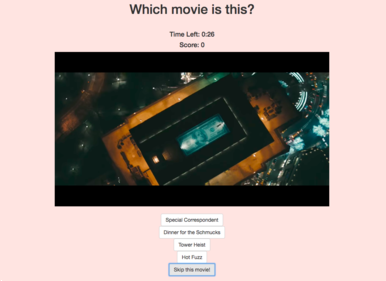 Which movie is this?
Time Left: 0:26
Score: 0
Special Correspondent
Dinner for the Schmucks
Tower Heist
Hot Fuzz
Skip this movie!